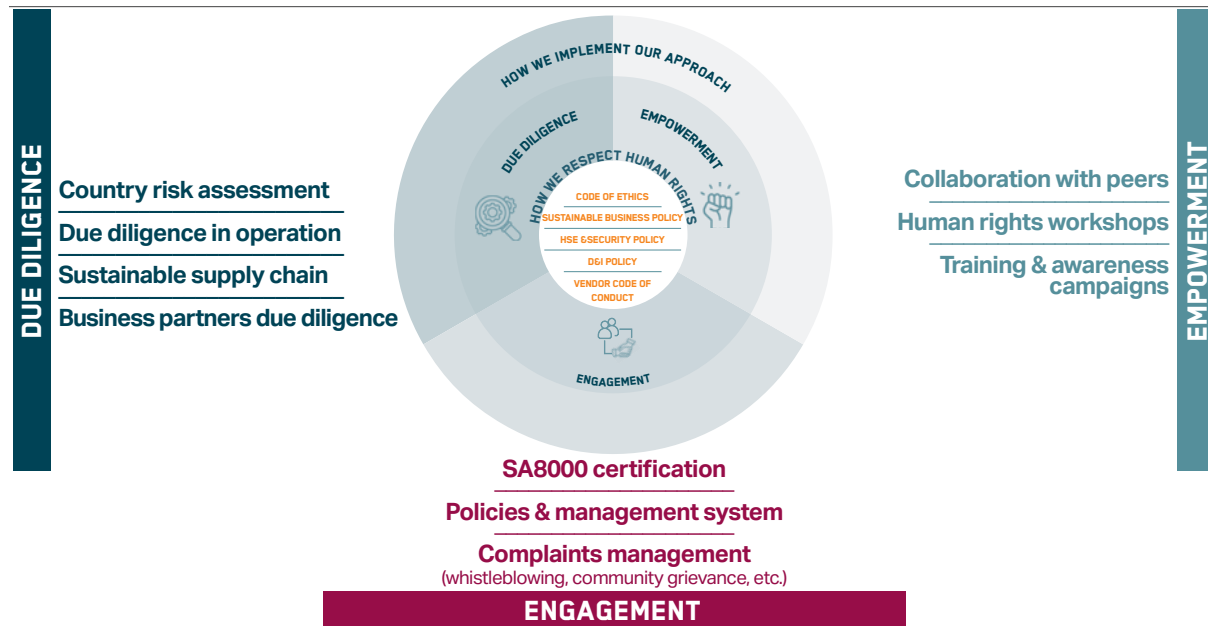 DUE DILIGENCE
Country risk assessment
Due diligence in operation
Sustainable supply chain
Business partners due diligence
HOW WE IMPLEMENT OUR APPROACH
DUE DILIGENCE
EMPOWERMENT
HOW WE RESPECT HUMAN RIGHTS
CODE OF ETHICS
SUSTAINABLE BUSINESS POLICY
HSE &SECURITY POLICY
D&I POLICY
VENDOR CODE OF
CONDUCT
ENGAGEMENT
Collaboration with peers
Human rights workshops
Training & awareness
campaigns
EMPOWERMENT
SA8000 certification
Policies & management system
Complaints management
(whistleblowing, community grievance, etc.)
ENGAGEMENT